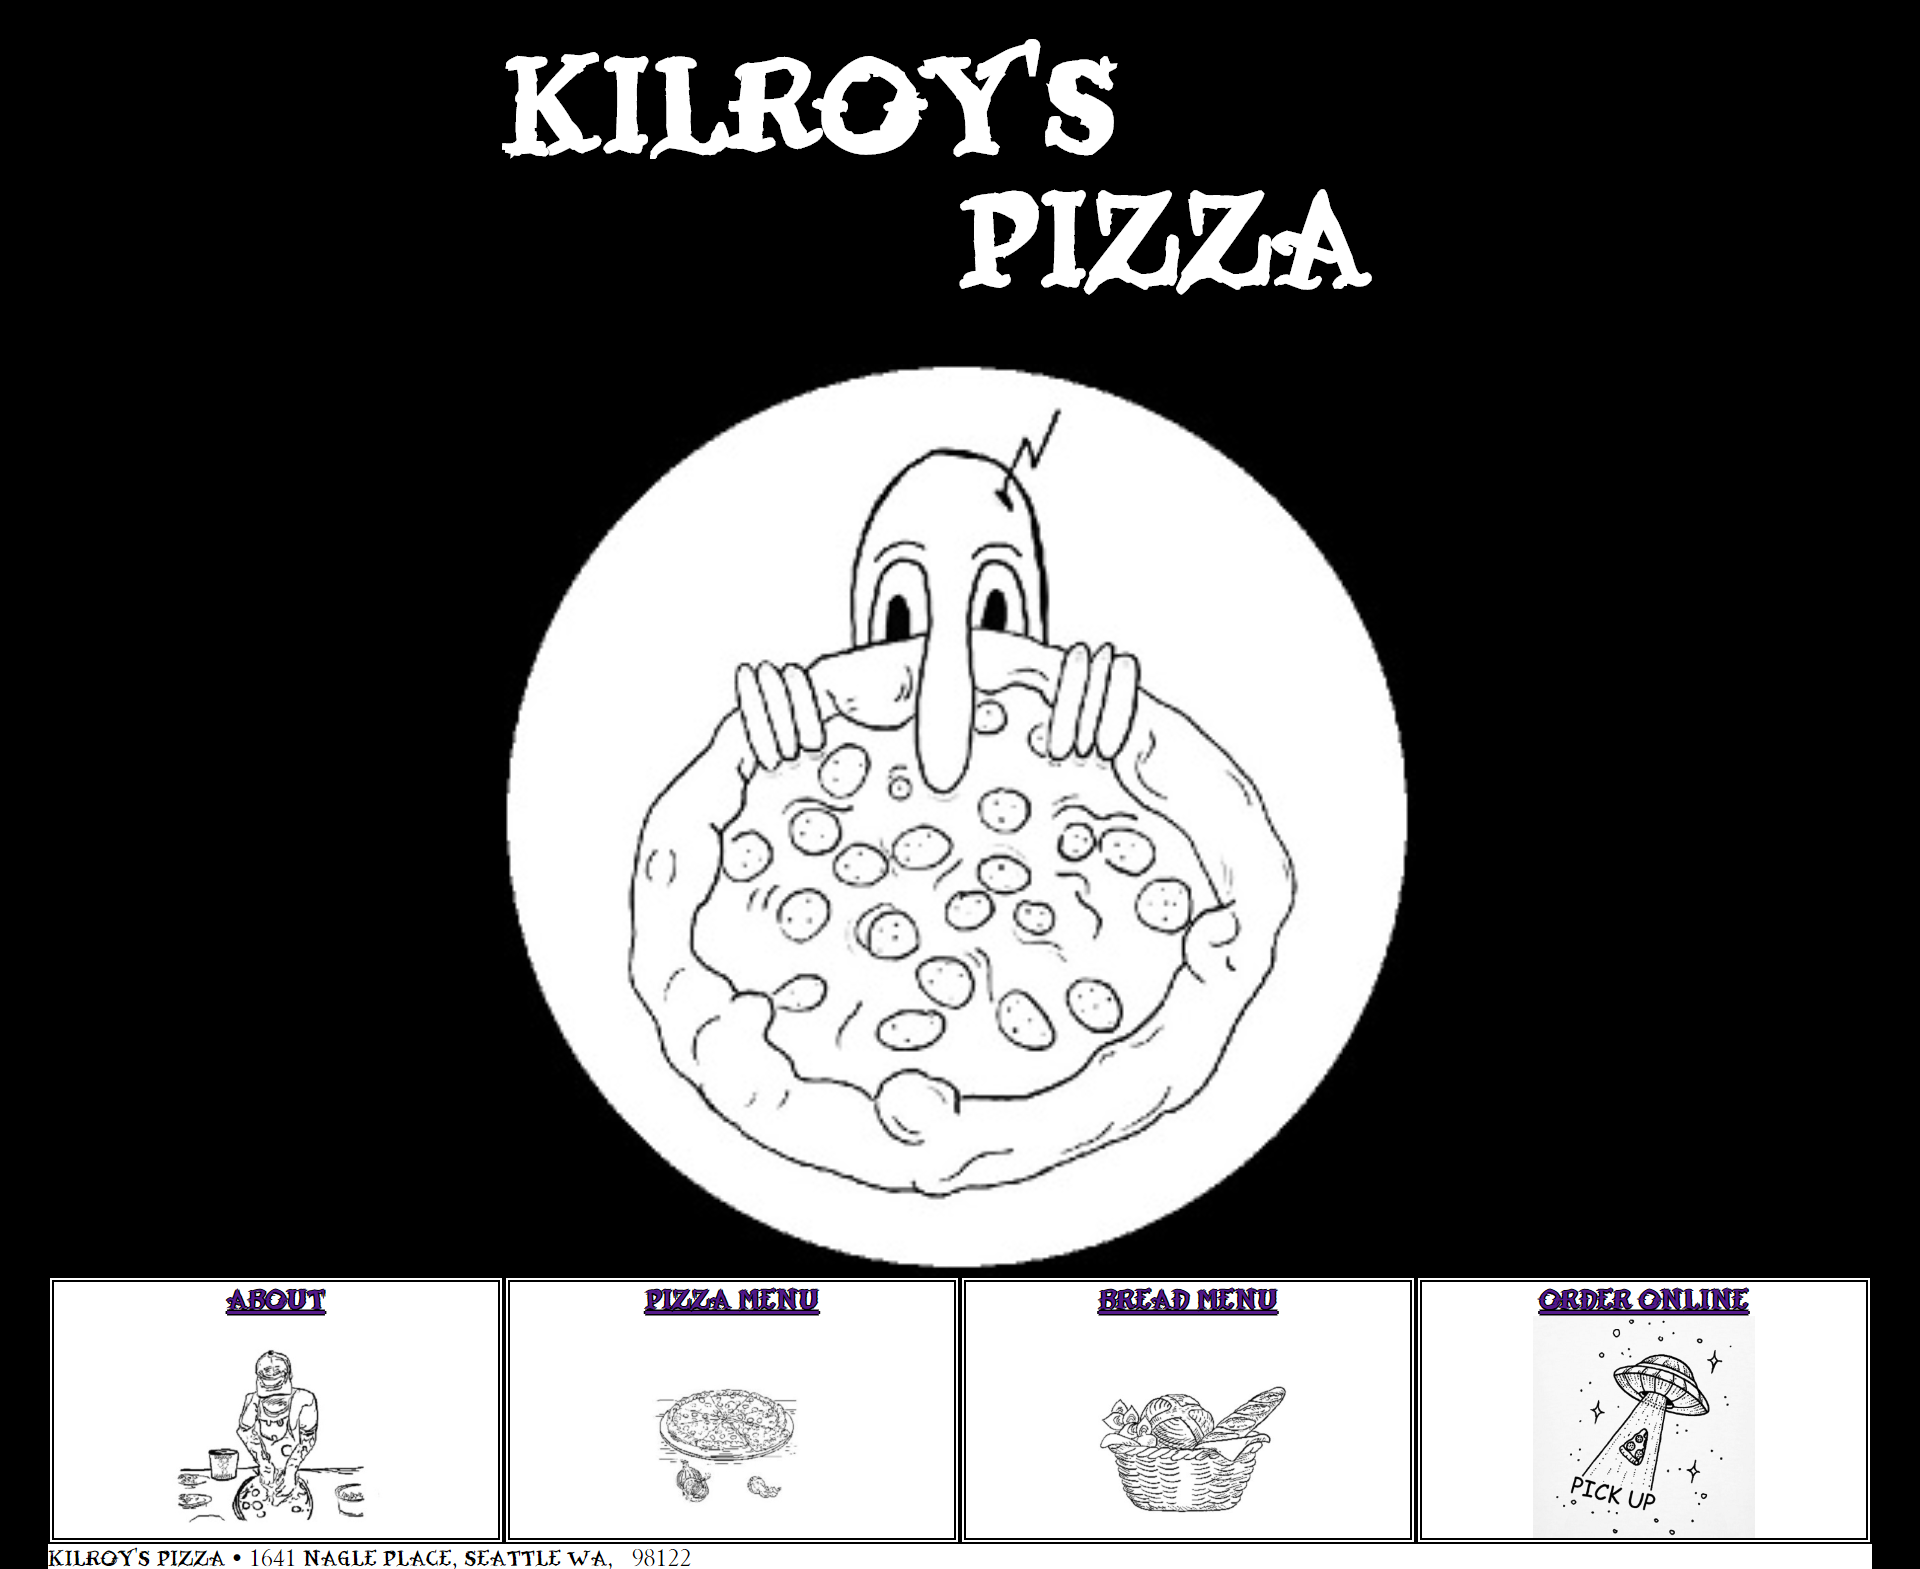 KILROY'S
PIZZA
ABOUT
PIZZA MENU
BREAD MENU
ORDER ONLINE
PICK UP
KILROY'S PIZZA • 1641 NAGLE PLACE, SEATTLE WA, 98122